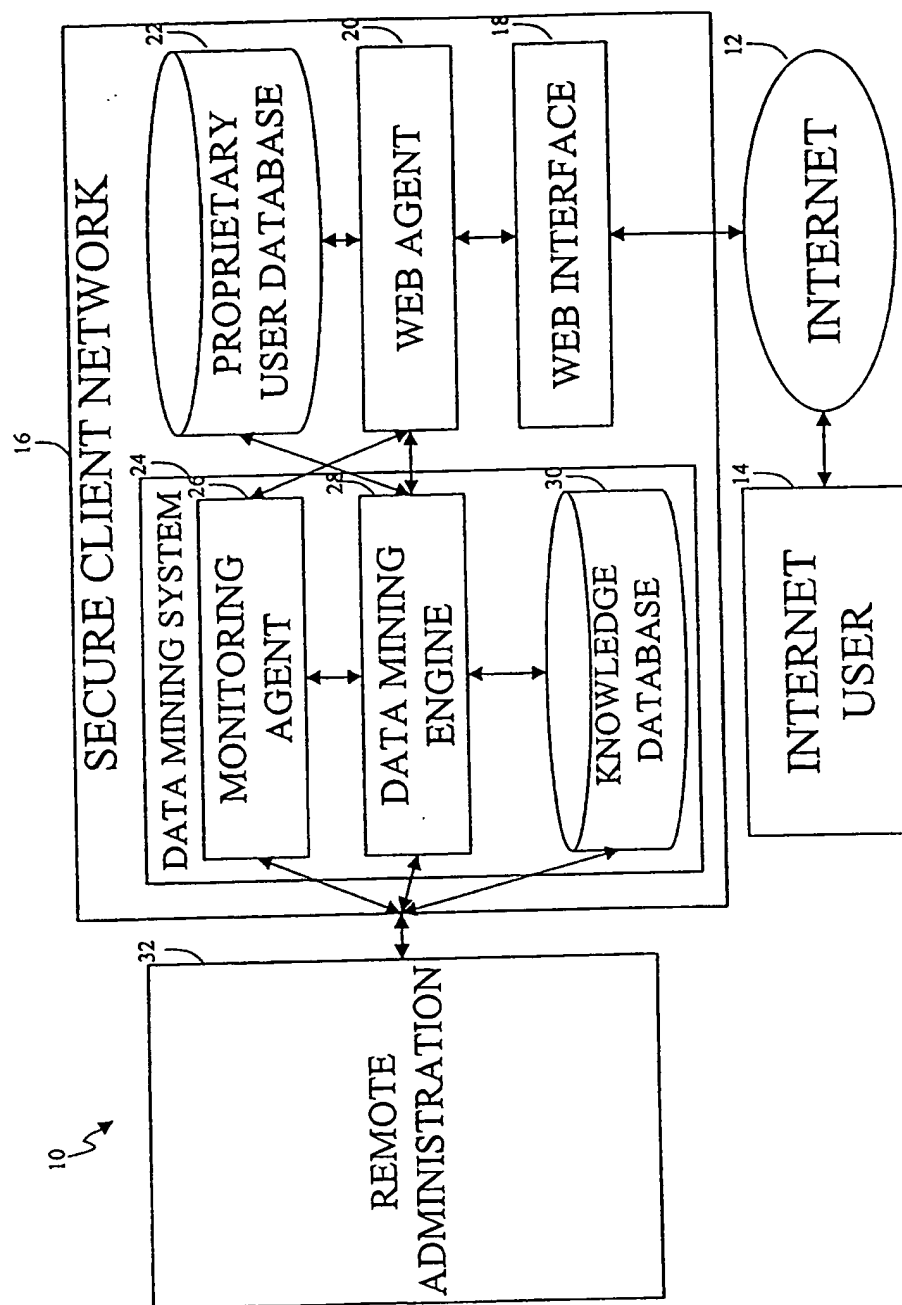 10
32
REMOTE
ADMINISTRATION
16
SECURE CLIENT NETWORK
24
DATA MINING SYSTEM
26
MONITORING
AGENT
28
DATA MINING
ENGINE
30
KNOWLEDGE
DATABASE
22
PROPRIETARY
USER DATABASE
20
WEB AGENT
18
WEB INTERFACE
14
INTERNET
USER
12
INTERNET